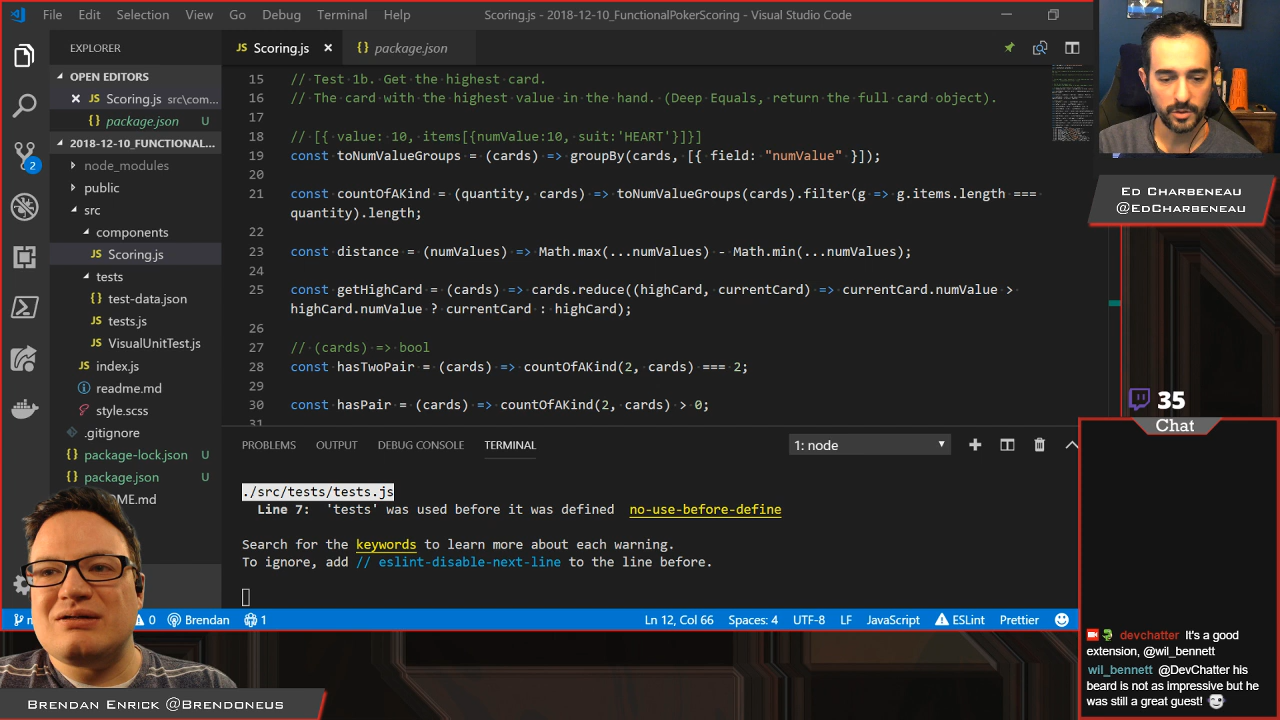 File Edit Selection View Go Debug Terminal Help
Scoring.js - 2018-12-10_FunctionalPokerScoring - Visual Studio Code
EXPLORER
OPEN EDITORS
JS Scoring.js src\com...
{} package.json U
2018-12-10_FUNCTIONAL...
node_modules
public
src
components
JS Scoring.js
tests
{} test-data.json
JS tests.js
JS VisualUnitTest.js
JS index.js
readme.md
style.scss
.gitignore
{} package-lock.json U
{} package.json U
ME.md
2
JS Scoring.js ×
{} package.json
15 // Test 1b. Get the highest card.
16 // The card with the highest value in the hand. (Deep Equals, return the full card object).
17
18 // [{ value: 10, items[{numValue:10, suit:'HEART'}]}]
19 const toNumValueGroups = (cards) => groupBy(cards, [{ field: "numValue" }]);
20
21 const countOfAKind = (quantity, cards) => toNumValueGroups(cards).filter(g => g.items.length ===
quantity).length;
22
23 const distance = (numValues) => Math.max(...numValues) - Math.min(...numValues);
24
25 const getHighCard = (cards) => cards.reduce((highCard, currentCard) => currentCard.numValue >
highCard.numValue ? currentCard : highCard);
26
27 // (cards) => bool
28 const hasTwoPair = (cards) => countOfAKind(2, cards) === 2;
29
30 const hasPair = (cards) => countOfAKind(2, cards) > 0;
31
PROBLEMS OUTPUT DEBUG CONSOLE TERMINAL
1: node
./src/tests/tests.js
Line 7: 'tests' was used before it was defined no-use-before-define
Search for the keywords to learn more about each warning.
To ignore, add // eslint-disable-next-line to the line before.
0 Brendan 1
Ln 12, Col 66 Spaces: 4 UTF-8 LF JavaScript ESLint Prettier
Ed Charbeneau
@EdCharbeneau
35
Chat
devchatter It's a good
extension, @wil_bennett
wil_bennett @DevChatter his
beard is not as impressive but he
was still a great guest!
Brendan Enrick @Brendoneus